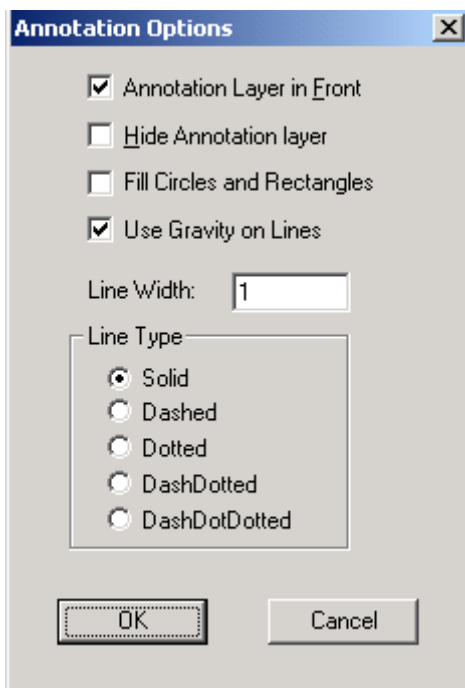 Annotation Options
Annotation Layer in Front
Hide Annotation layer
Fill Circles and Rectangles
Use Gravity on Lines
Line Width: 1
Line Type
Solid
Dashed
Dotted
DashDotted
DashDotDotted
OK Cancel